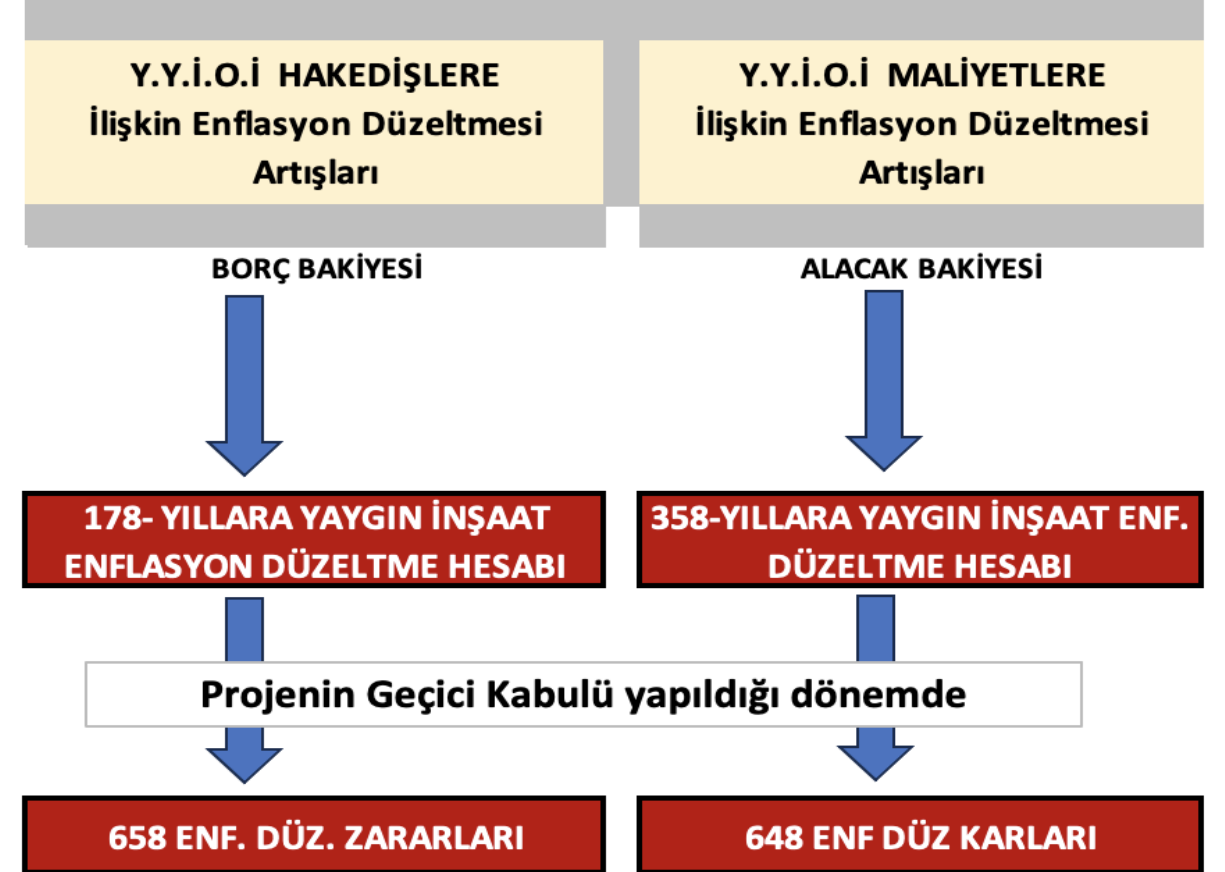 Y.Y.İ.O.İ HAKEDİŞLERE
İlişkin Enflasyon Düzeltmesi
Artışları
Y.Y.İ.O.İ MALİYETLERE
İlişkin Enflasyon Düzeltmesi
Artışları
BORÇ BAKİYESİ
ALACAK BAKİYESİ
178- YILLARA YAYGIN İNŞAAT
ENFLASYON DÜZELTME HESABI
358-YILLARA YAYGIN İNŞAAT ENF.
DÜZELTME HESABI
Projenin Geçici Kabulü yapıldığı dönemde
658 ENF. DÜZ. ZARARLARI
648 ENF DÜZ KARLARI